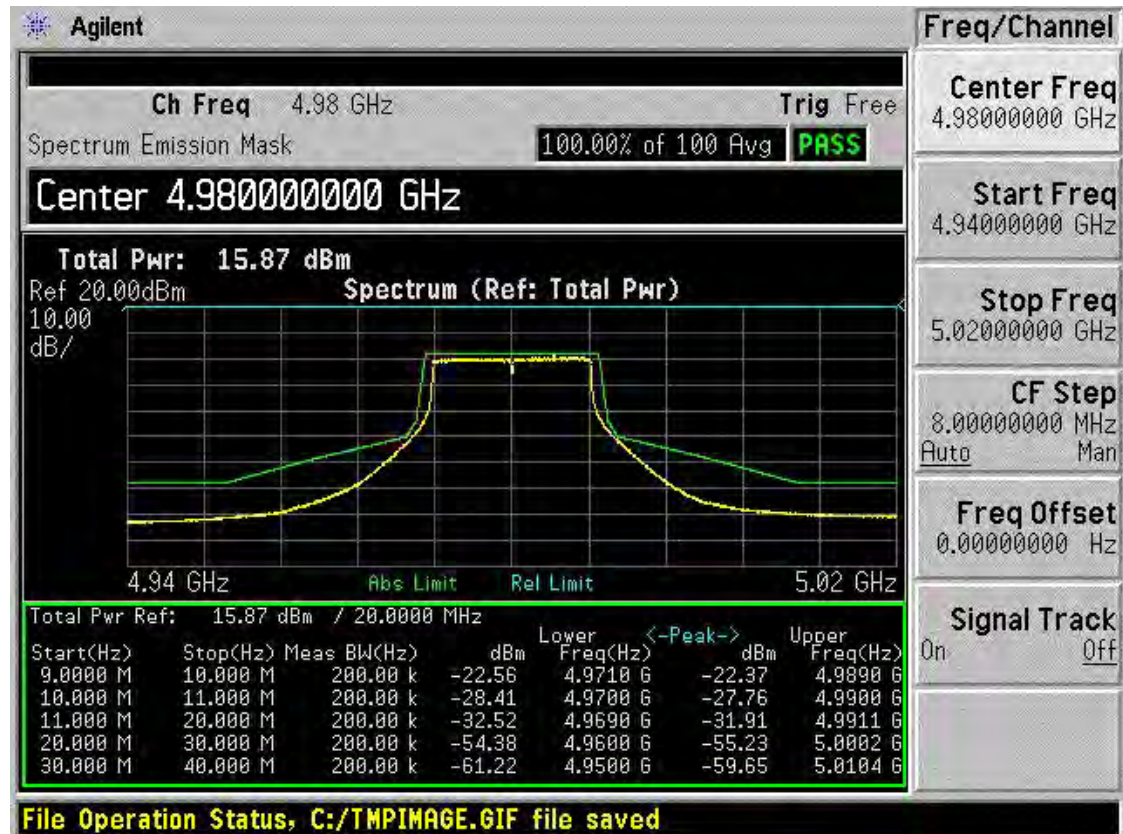 Agilent
Freq/Channel
Ch Freq 4.98 GHz Trig Free
Spectrum Emission Mask 100.00% of 100 Avg PASS
Center 4.980000000 GHz
Total Pwr: 15.87 dBm
Ref 20.00dBm Spectrum (Ref: Total Pwr)
10.00
dB/
4.94 GHz Abs Limit Rel Limit 5.02 GHz
Total Pwr Ref: 15.87 dBm / 20.0000 MHz
Lower <-Peak-> Upper
Start(Hz) Stop(Hz) Meas BW(Hz) dBm Freq(Hz) dBm Freq(Hz)
9.0000 M 10.000 M 200.00 k -22.56 4.9710 G -22.37 4.9890 G
10.000 M 11.000 M 200.00 k -28.41 4.9700 G -27.76 4.9900 G
11.000 M 20.000 M 200.00 k -32.52 4.9690 G -31.91 4.9911 G
20.000 M 30.000 M 200.00 k -54.38 4.9600 G -55.23 5.0002 G
30.000 M 40.000 M 200.00 k -61.22 4.9500 G -59.65 5.0104 G
File Operation Status, C:/TMPIMAGE.GIF file saved
Center Freq
4.98000000 GHz
Start Freq
4.94000000 GHz
Stop Freq
5.02000000 GHz
CF Step
8.00000000 MHz
Auto Man
Freq Offset
0.00000000 Hz
Signal Track
On Off